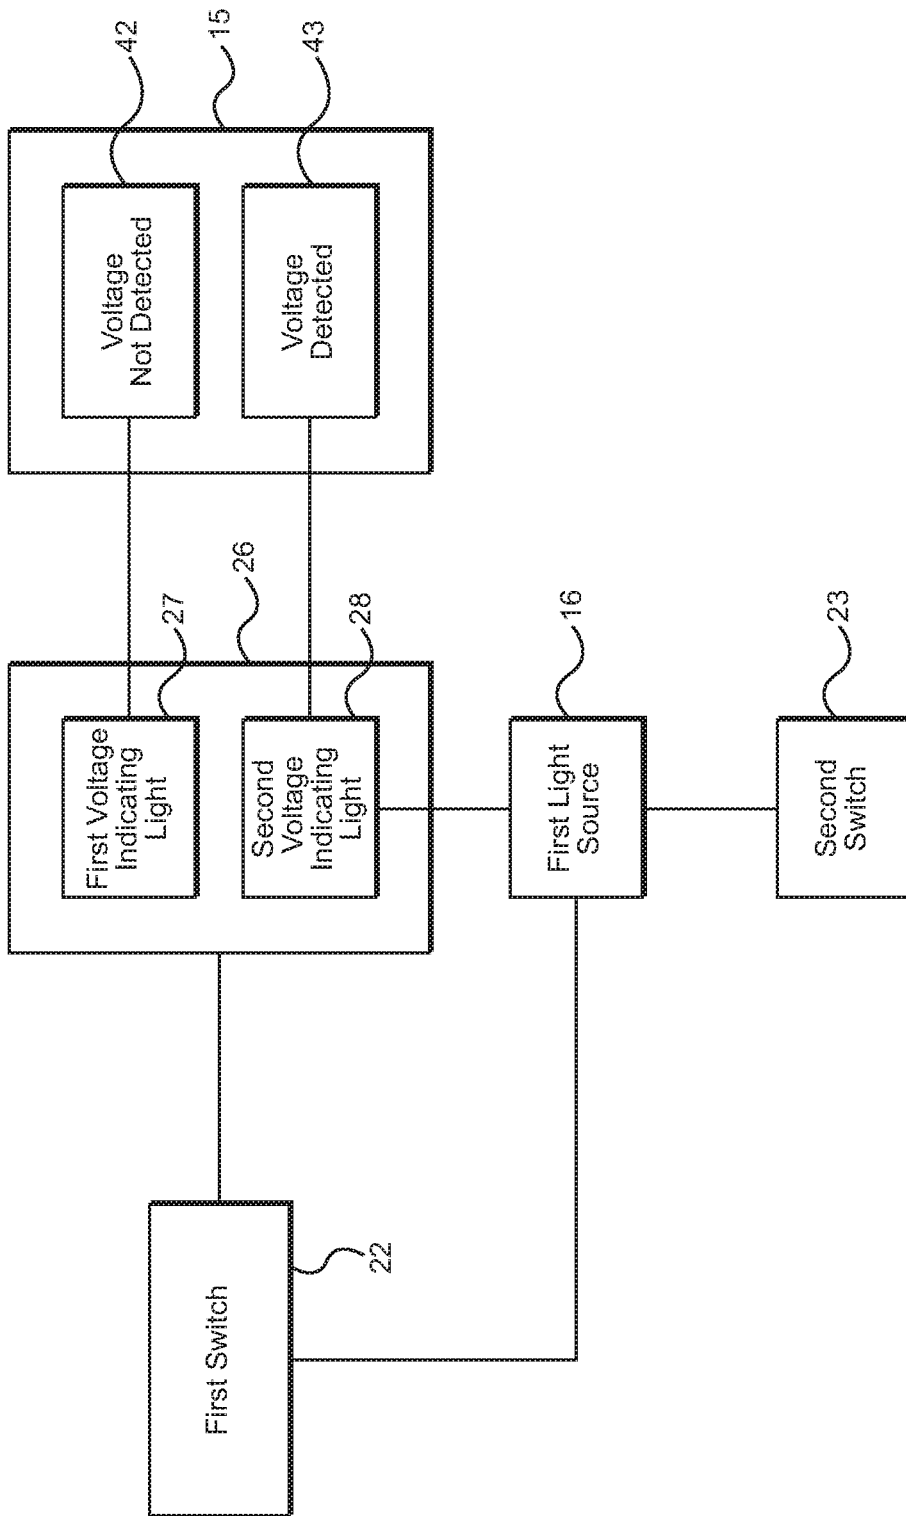 First Switch
22
First Voltage
Indicating
Light
27
26
Second
Voltage
Indicating
Light
28
First Light
Source
16
Second
Switch
23
Voltage
Not Detected
42
15
Voltage
Detected
43